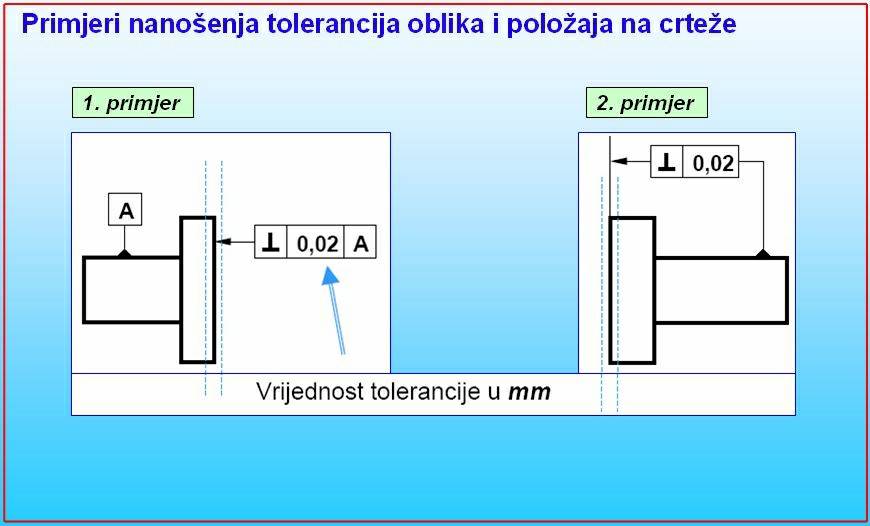 Primjeri nanošenja tolerancija oblika i položaja na crteže
1. primjer
2. primjer
A
⊥ 0,02 A
⊥ 0,02
Vrijednost tolerancije u mm